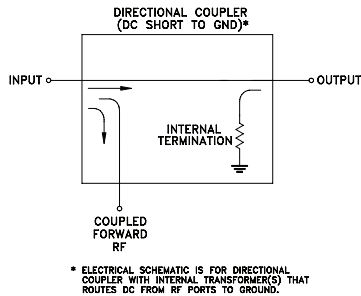 DIRECTIONAL COUPLER
(DC SHORT TO GND)*
INPUT
OUTPUT
INTERNAL
TERMINATION
COUPLED
FORWARD
RF
* ELECTRICAL SCHEMATIC IS FOR DIRECTIONAL
COUPLER WITH INTERNAL TRANSFORMER(S) THAT
ROUTES DC FROM RF PORTS TO GROUND.